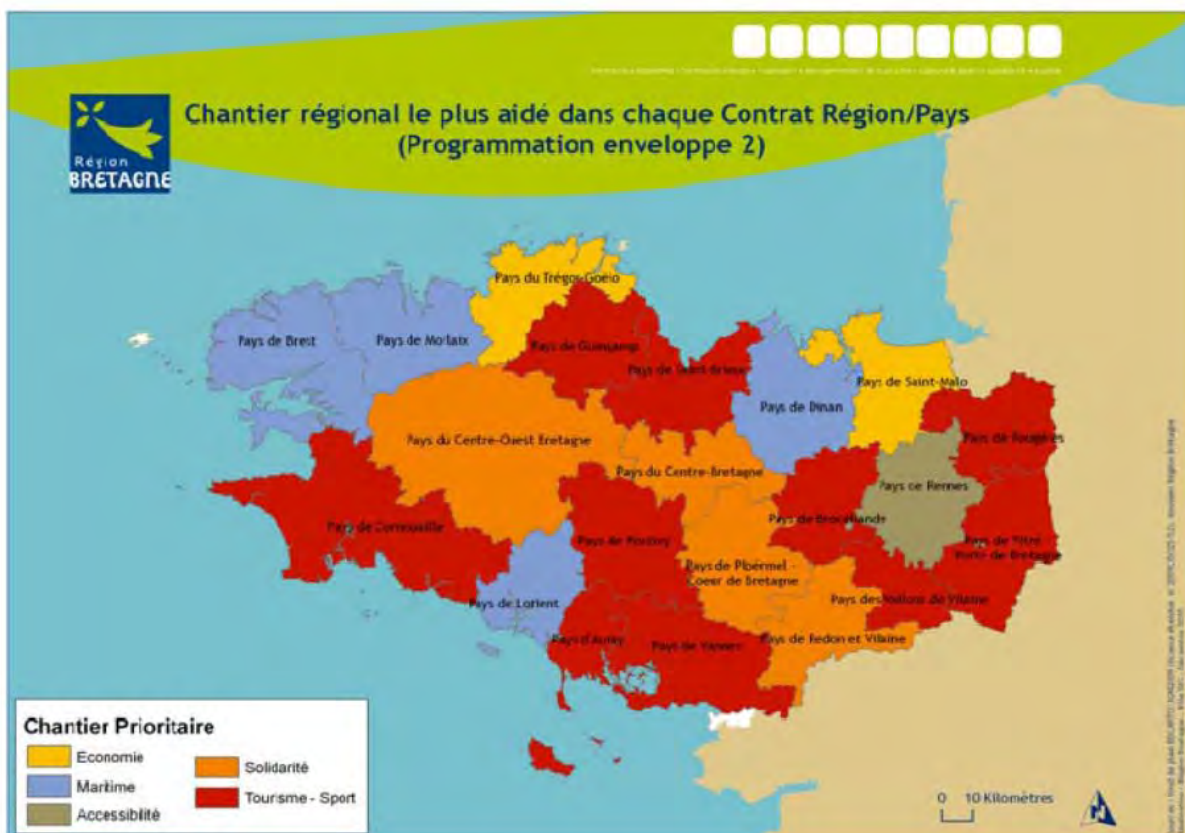 Chantier régional le plus aidé dans chaque Contrat Région/Pays
(Programmation enveloppe 2)
Région
BRETAGNE
Pays du Trégor-Goëlo
Pays de Brest
Pays de Morlaix
Pays de Guingamp
Pays de Saint-Brieuc
Pays de Saint-Malo
Pays de Dinan
Pays du Centre-Ouest Bretagne
Pays de Fougères
Pays du Centre-Bretagne
Pays de Rennes
Pays de Brocéliande
Pays de Cornouaille
Pays de Pontivy
Pays de Vitré
Porte de Bretagne
Pays de Ploërmel -
Coeur de Bretagne
Pays de Lorient
Pays des Vallons de Vilaine
Pays d'Auray
Pays de Vannes
Pays de Redon et Vilaine
Chantier Prioritaire
Economie
Maritime
Accessibilité
Solidarité
Tourisme - Sport
0 10 Kilomètres
N